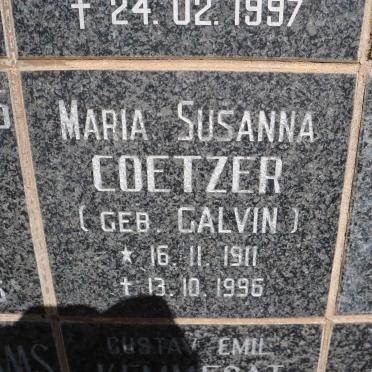 † 24. 02. 1997
MARIA SUSANNA
COETZER
( GEB. GALVIN )
* 16. 11. 1911
† 13. 10. 1996
GUSTAV EMIL